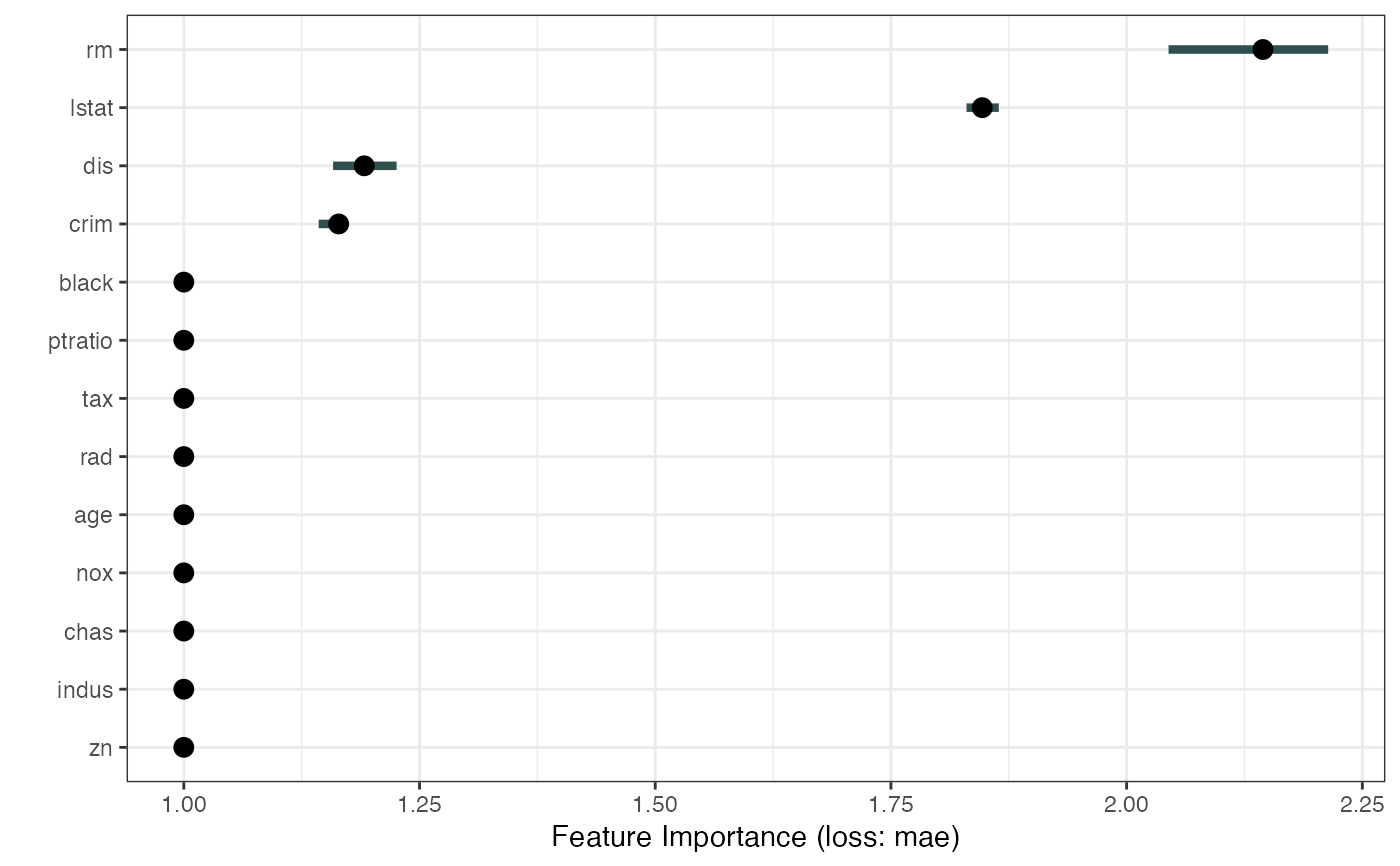 rm
lstat
dis
crim
black
ptratio
tax
rad
age
nox
chas
indus
zn
1.00 1.25 1.50 1.75 2.00 2.25
Feature Importance (loss: mae)